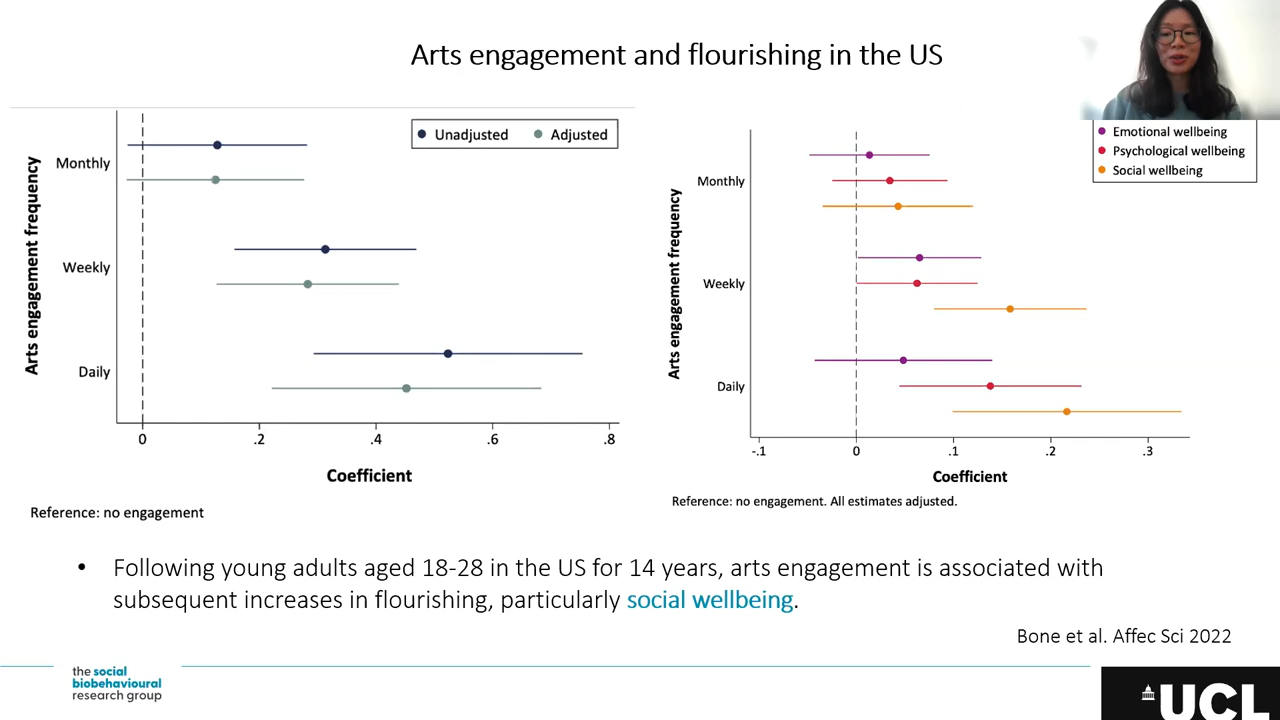 Arts engagement and flourishing in the US
Unadjusted
Adjusted
Arts engagement frequency
Monthly
Weekly
Daily
0
.2
.4
.6
.8
Coefficient
Reference: no engagement
Emotional wellbeing
Psychological wellbeing
Social wellbeing
Arts engagement frequency
Monthly
Weekly
Daily
-.1
0
.1
.2
.3
Coefficient
Reference: no engagement. All estimates adjusted.
• Following young adults aged 18-28 in the US for 14 years, arts engagement is associated with
subsequent increases in flourishing, particularly social wellbeing.
Bone et al. Affec Sci 2022
the social
biobehavioural
research group
UCL